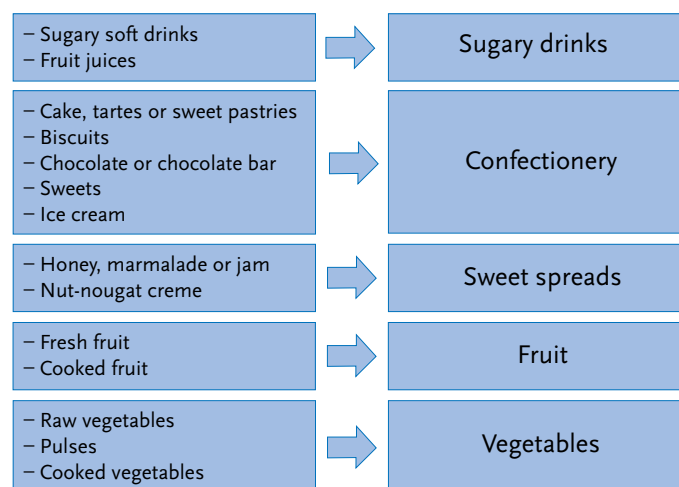 – Sugary soft drinks
– Fruit juices
Sugary drinks
– Cake, tartes or sweet pastries
– Biscuits
– Chocolate or chocolate bar
– Sweets
– Ice cream
Confectionery
– Honey, marmalade or jam
– Nut-nougat creme
Sweet spreads
– Fresh fruit
– Cooked fruit
Fruit
– Raw vegetables
– Pulses
– Cooked vegetables
Vegetables